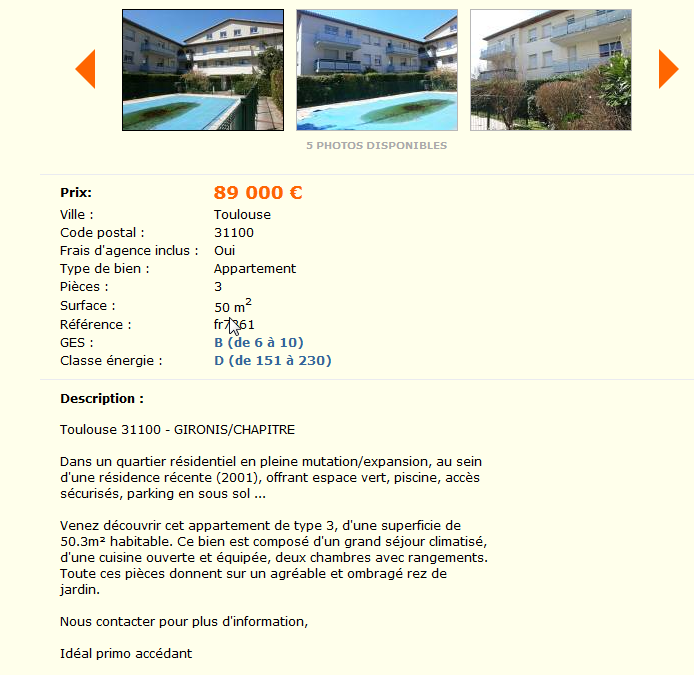 5 PHOTOS DISPONIBLES
Prix: 89 000 €
Ville : Toulouse
Code postal : 31100
Frais d'agence inclus : Oui
Type de bien : Appartement
Pièces : 3
Surface : 50 m²
Référence :
GES : B (de 6 à 10)
Classe énergie : D (de 151 à 230)
Description :
Toulouse 31100 - GIRONIS/CHAPITRE
Dans un quartier résidentiel en pleine mutation/expansion, au sein
d'une résidence récente (2001), offrant espace vert, piscine, accès
sécurisés, parking en sous sol ...
Venez découvrir cet appartement de type 3, d'une superficie de
50.3m² habitable. Ce bien est composé d'un grand séjour climatisé,
d'une cuisine ouverte et équipée, deux chambres avec rangements.
Toute ces pièces donnent sur un agréable et ombragé rez de
jardin.
Nous contacter pour plus d'information,
Idéal primo accédant